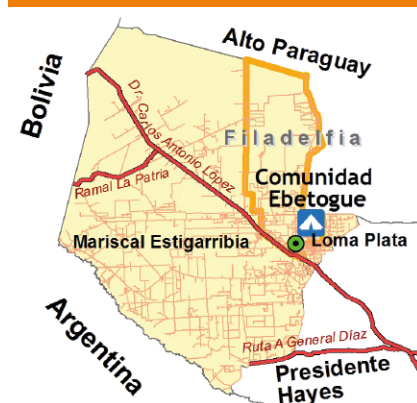 Alto Paraguay
Bolivia
Dr. Carlos Antonio López
Filadelfia
Ramal La Patria
Comunidad
Ebetogue
Mariscal Estigarribia
Loma Plata
Argentina
Ruta A General Díaz
Presidente
Hayes